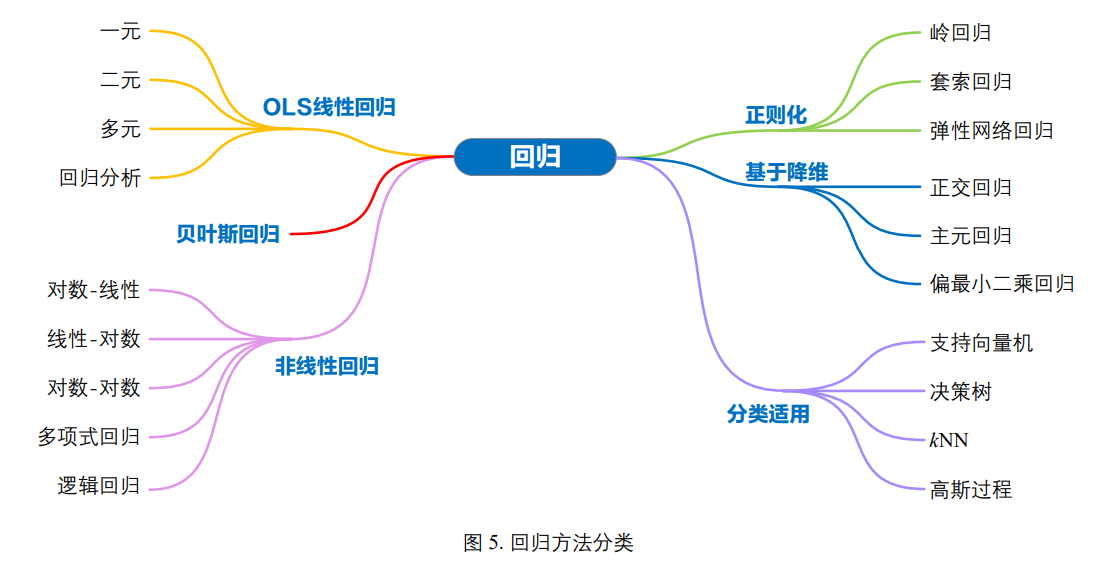 回归
OLS线性回归
一元
二元
多元
回归分析
贝叶斯回归
非线性回归
对数-线性
线性-对数
对数-对数
多项式回归
逻辑回归
正则化
岭回归
套索回归
弹性网络回归
基于降维
正交回归
主元回归
偏最小二乘回归
分类适用
支持向量机
决策树
kNN
高斯过程
图 5. 回归方法分类